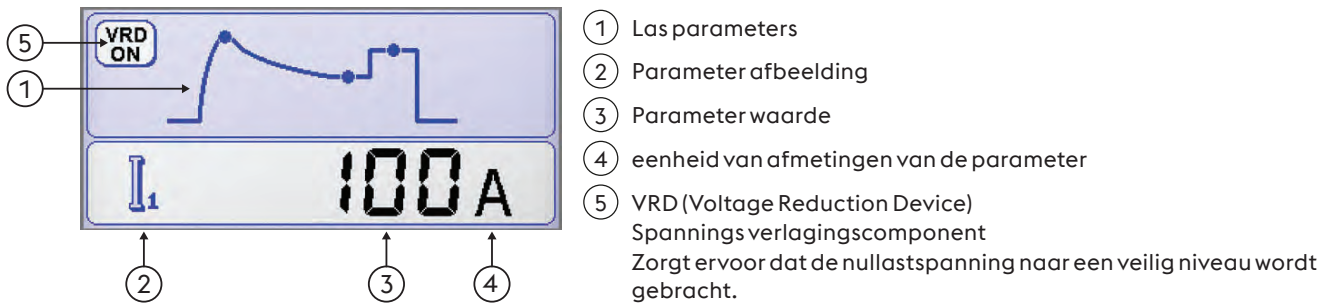 5
VRD
ON
1
I1
100 A
2
3
4
1 Las parameters
2 Parameter afbeelding
3 Parameter waarde
4 eenheid van afmetingen van de parameter
5 VRD (Voltage Reduction Device)
Spannings verlagingscomponent
Zorgt ervoor dat de nullastspanning naar een veilig niveau wordt
gebracht.